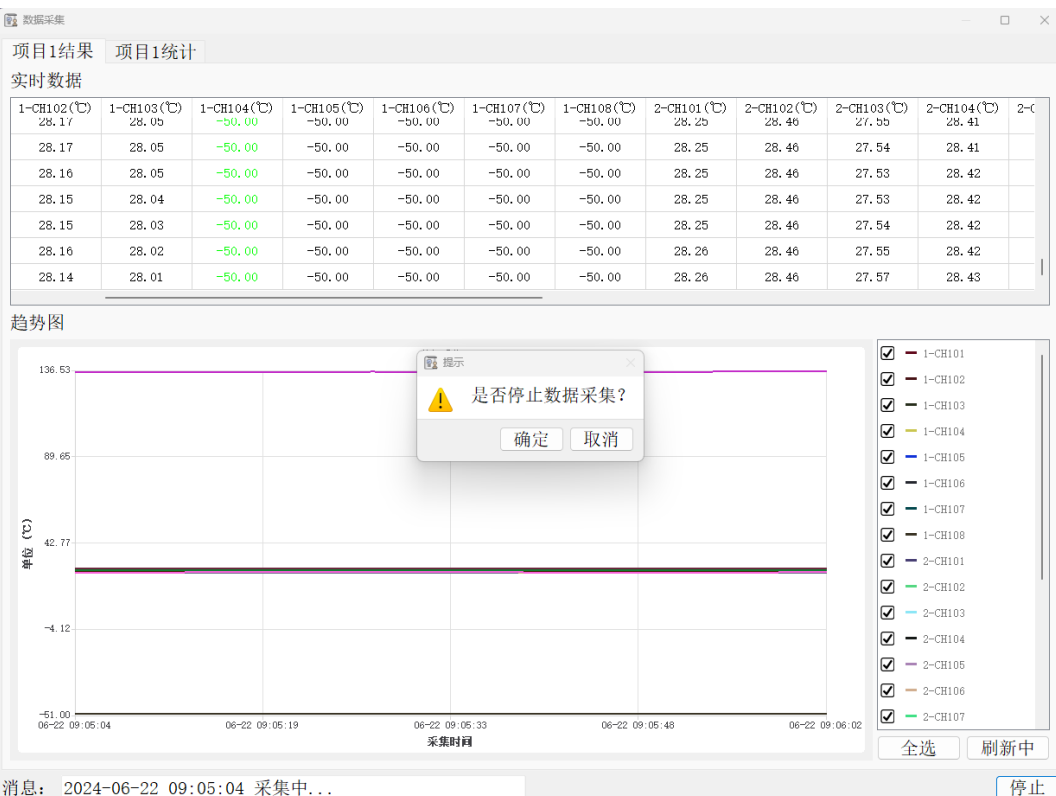 数据采集
项目1结果 项目1统计
实时数据
1-CH102(℃) 1-CH103(℃) 1-CH104(℃) 1-CH105(℃) 1-CH106(℃) 1-CH107(℃) 1-CH108(℃) 2-CH101(℃) 2-CH102(℃) 2-CH103(℃) 2-CH104(℃) 2-C
28.17 28.05 -50.00 -50.00 -50.00 -50.00 -50.00 28.25 28.46 27.55 28.41
28.17 28.05 -50.00 -50.00 -50.00 -50.00 -50.00 28.25 28.46 27.54 28.41
28.16 28.05 -50.00 -50.00 -50.00 -50.00 -50.00 28.25 28.46 27.53 28.42
28.15 28.04 -50.00 -50.00 -50.00 -50.00 -50.00 28.25 28.46 27.53 28.42
28.15 28.03 -50.00 -50.00 -50.00 -50.00 -50.00 28.25 28.46 27.54 28.42
28.16 28.02 -50.00 -50.00 -50.00 -50.00 -50.00 28.26 28.46 27.55 28.42
28.14 28.01 -50.00 -50.00 -50.00 -50.00 -50.00 28.26 28.46 27.57 28.43
趋势图
136.53
89.65
42.77
-4.12
-51.00
单位 (℃)
06-22 09:05:04 06-22 09:05:19 06-22 09:05:33 06-22 09:05:48 06-22 09:06:02
采集时间
提示
是否停止数据采集?
确定 取消
1-CH101
1-CH102
1-CH103
1-CH104
1-CH105
1-CH106
1-CH107
1-CH108
2-CH101
2-CH102
2-CH103
2-CH104
2-CH105
2-CH106
2-CH107
全选 刷新中
消息: 2024-06-22 09:05:04 采集中...
停止